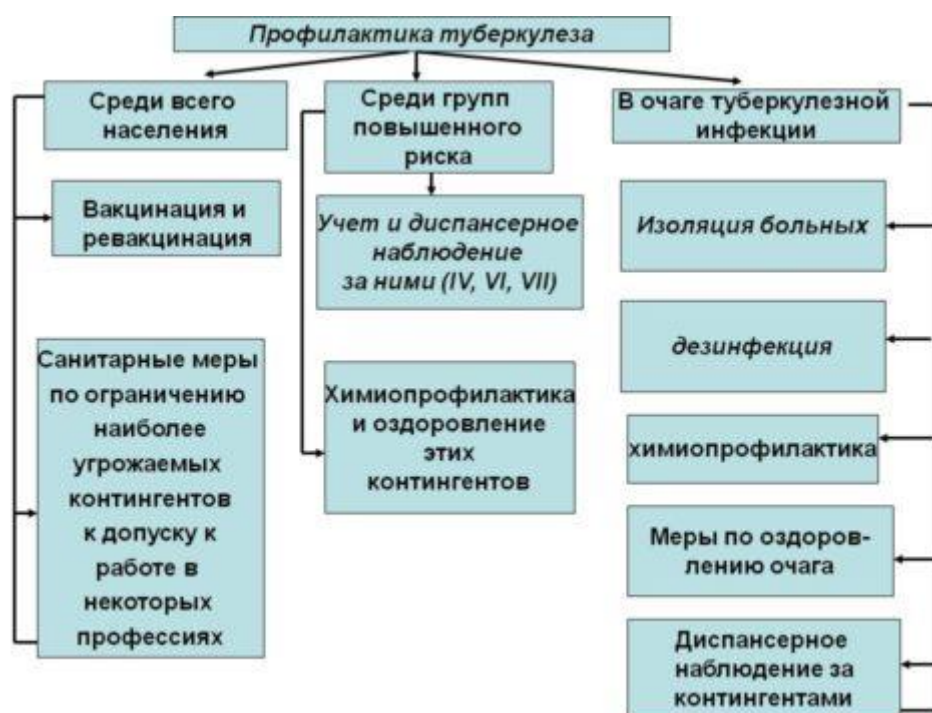 Профилактика туберкулеза
Среди всего
населения
Вакцинация и
ревакцинация
Санитарные меры
по ограничению
наиболее
угрожаемых
контингентов
к допуску к
работе в
некоторых
профессиях
Среди групп
повышенного
риска
Учет и диспансерное
наблюдение
за ними (IV, VI, VII)
Химиопрофилактика
и оздоровление
этих
контингентов
В очаге туберкулезной
инфекции
Изоляция больных
дезинфекция
химиопрофилактика
Меры по оздоров-
лению очага
Диспансерное
наблюдение за
контингентами